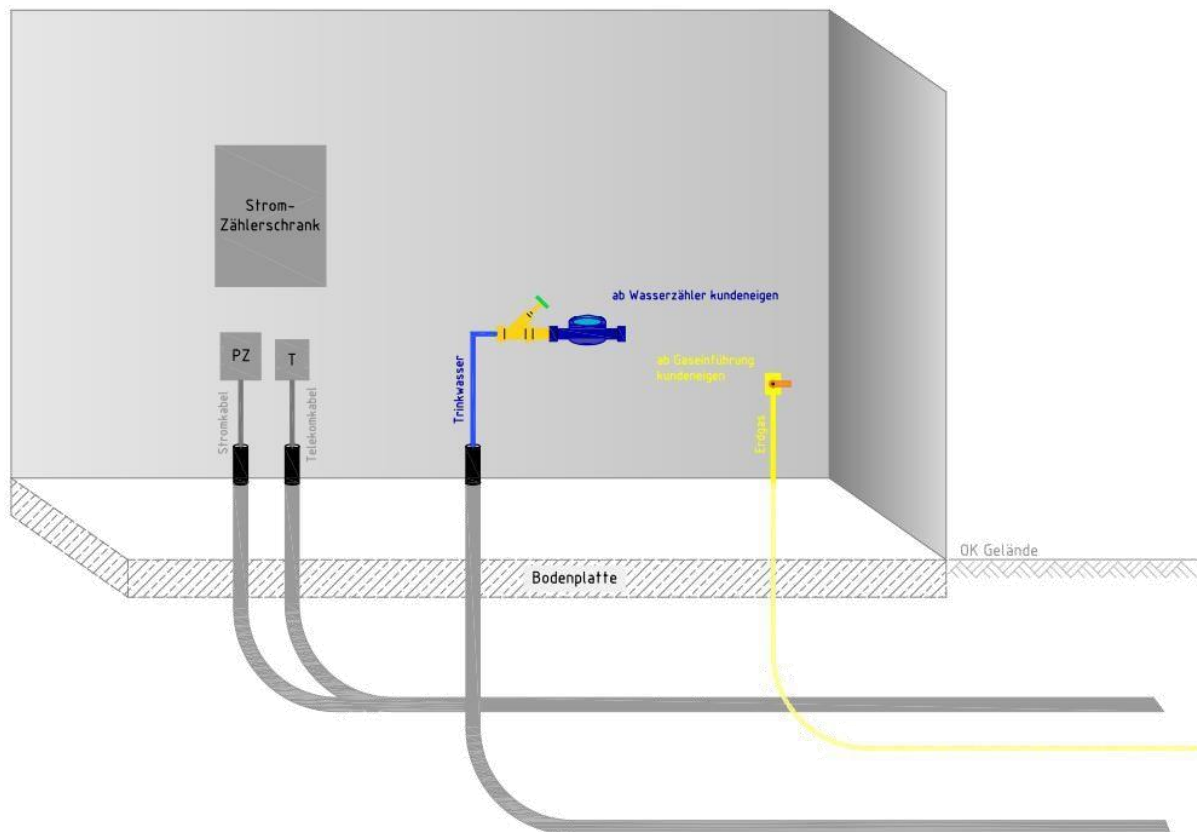 Strom-
Zählerschrank
ab Wasserzähler kundeneigen
PZ
T
ab Gaseinführung
kundeneigen
Stromkabel
Telekomkabel
Trinkwasser
Erdgas
OK Gelände
Bodenplatte